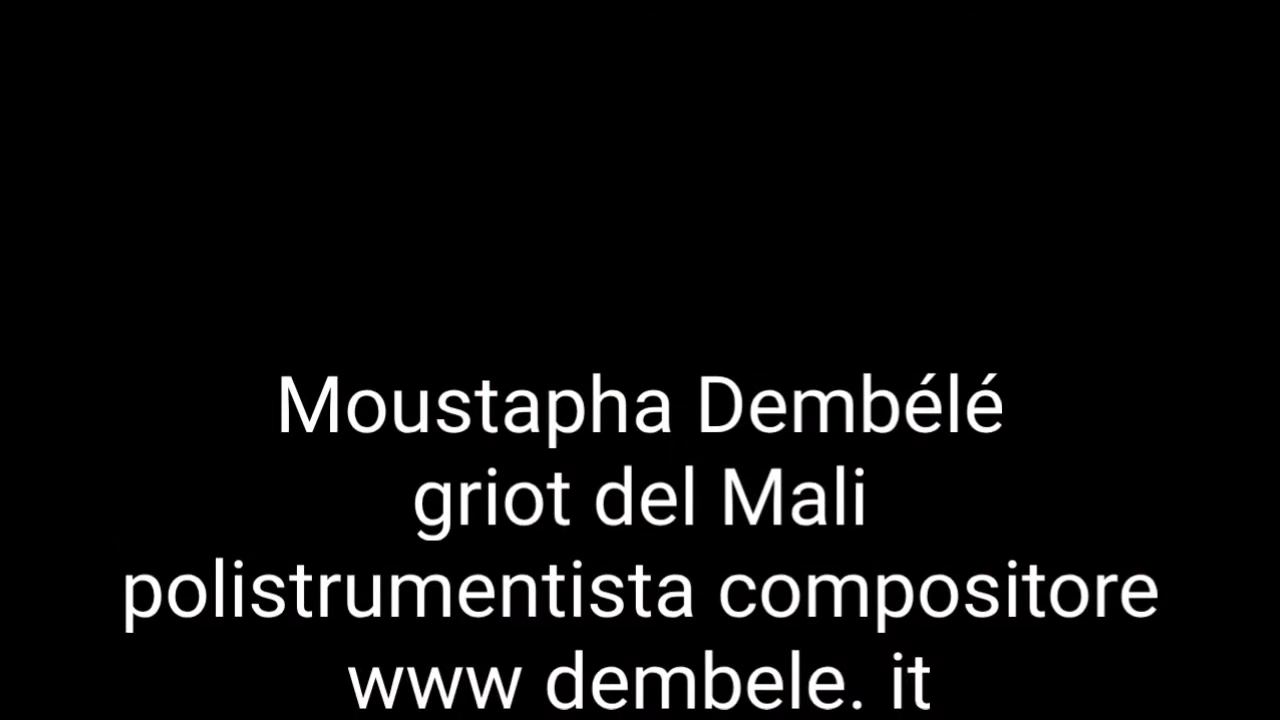 Moustapha Dembélé
griot del Mali
polistrumentista compositore
www dembele. it